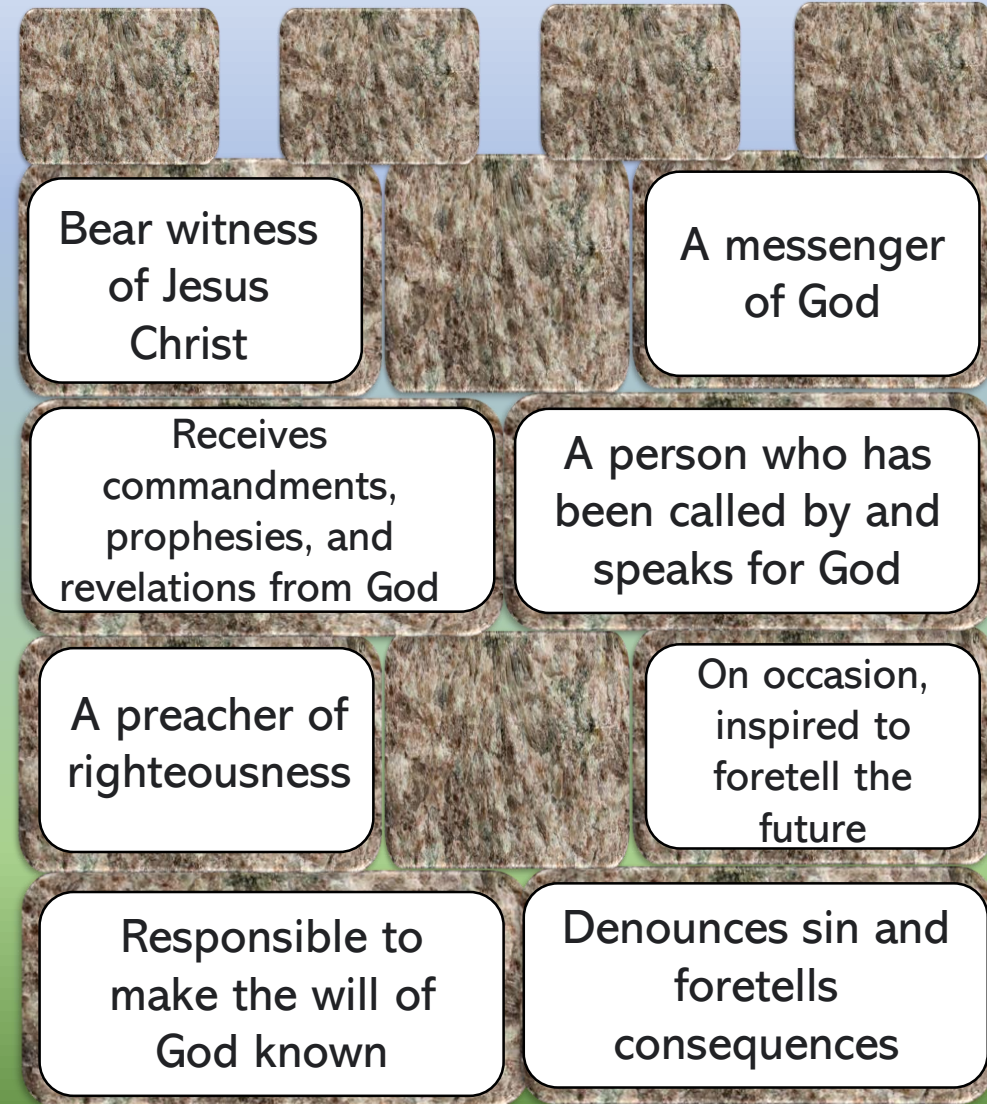 Bear witness
of Jesus
Christ
A messenger
of God
Receives
commandments,
prophesies, and
revelations from God
A person who has
been called by and
speaks for God
A preacher of
righteousness
On occasion,
inspired to
foretell the
future
Responsible to
make the will of
God known
Denounces sin and
foretells
consequences